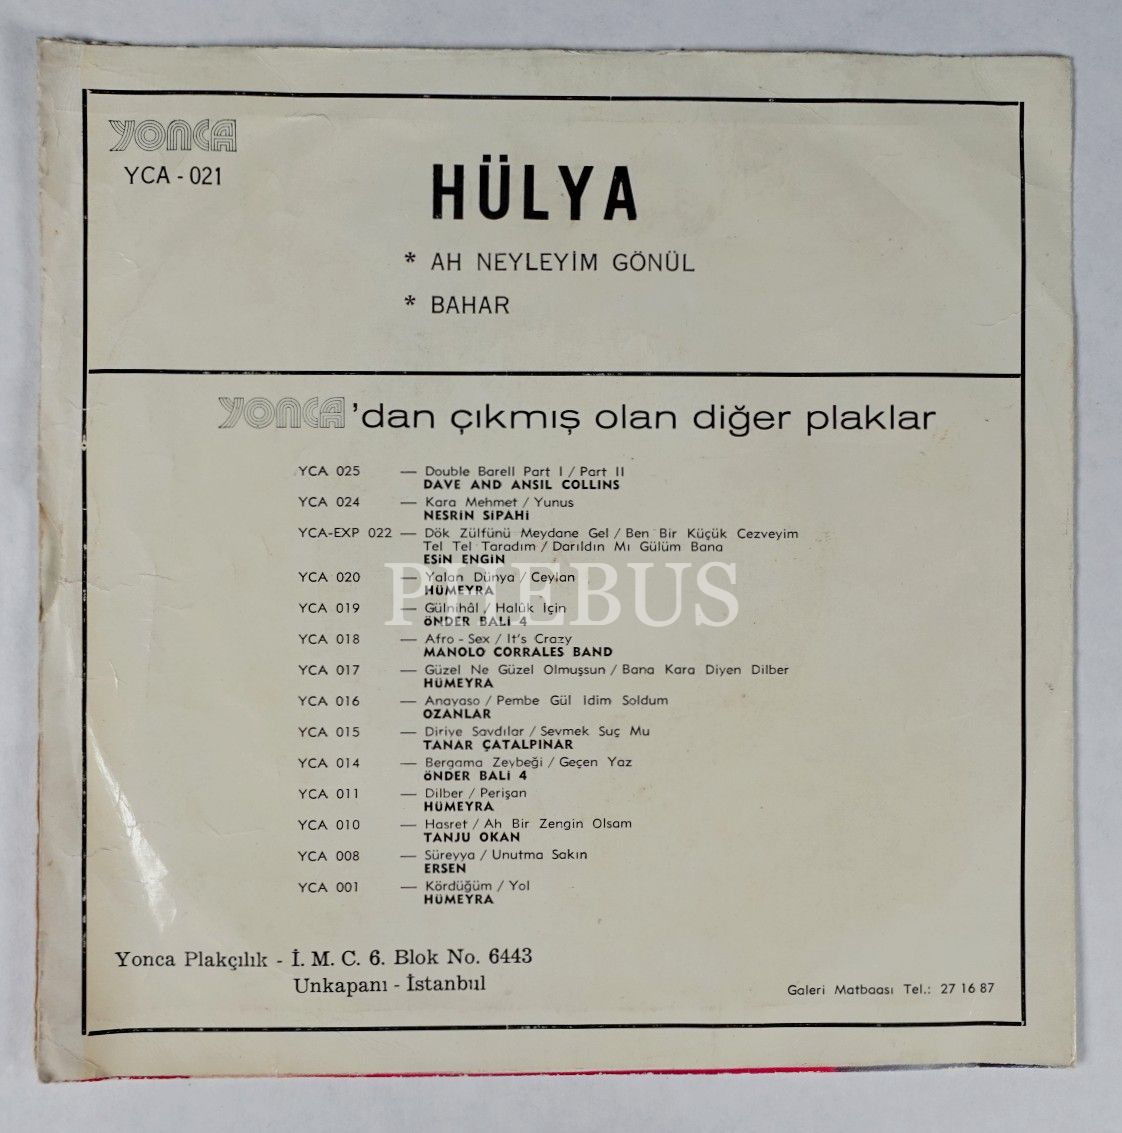 YONCA
YCA - 021
HÜLYA
* AH NEYLEYİM GÖNÜL
* BAHAR
YONCA'dan çıkmış olan diğer plaklar
YCA 025 — Double Barell Part I / Part II
DAVE AND ANSIL COLLINS
YCA 024 — Kara Mehmet / Yunus
NESRİN SİPAHİ
YCA-EXP 022 — Dök Zülfünü Meydane Gel / Ben Bir Küçük Cezveyim
Tel Tel Taradım / Darıldın Mı Gülüm Bana
ESİN ENGİN
YCA 020 — Yalan Dünya / Ceylan
HÜMEYRA
YCA 019 — Gülnihâl / Halûk İçin
ÖNDER BALİ 4
YCA 018 — Afro - Sex / It's Crazy
MANOLO CORRALES BAND
YCA 017 — Güzel Ne Güzel Olmuşsun / Bana Kara Diyen Dilber
HÜMEYRA
YCA 016 — Anayaso / Pembe Gül İdim Soldum
OZANLAR
YCA 015 — Diriye Saydılar / Sevmek Suç Mu
TANAR ÇATALPINAR
YCA 014 — Bergama Zeybeği / Geçen Yaz
ÖNDER BALİ 4
YCA 011 — Dilber / Perişan
HÜMEYRA
YCA 010 — Hasret / Ah Bir Zengin Olsam
TANJU OKAN
YCA 008 — Süreyya / Unutma Sakın
ERSEN
YCA 001 — Kördüğüm / Yol
HÜMEYRA
PHEBUS
Yonca Plakçılık - İ. M. C. 6. Blok No. 6443
Unkapanı - İstanbul
Galeri Matbaası Tel.: 27 16 87